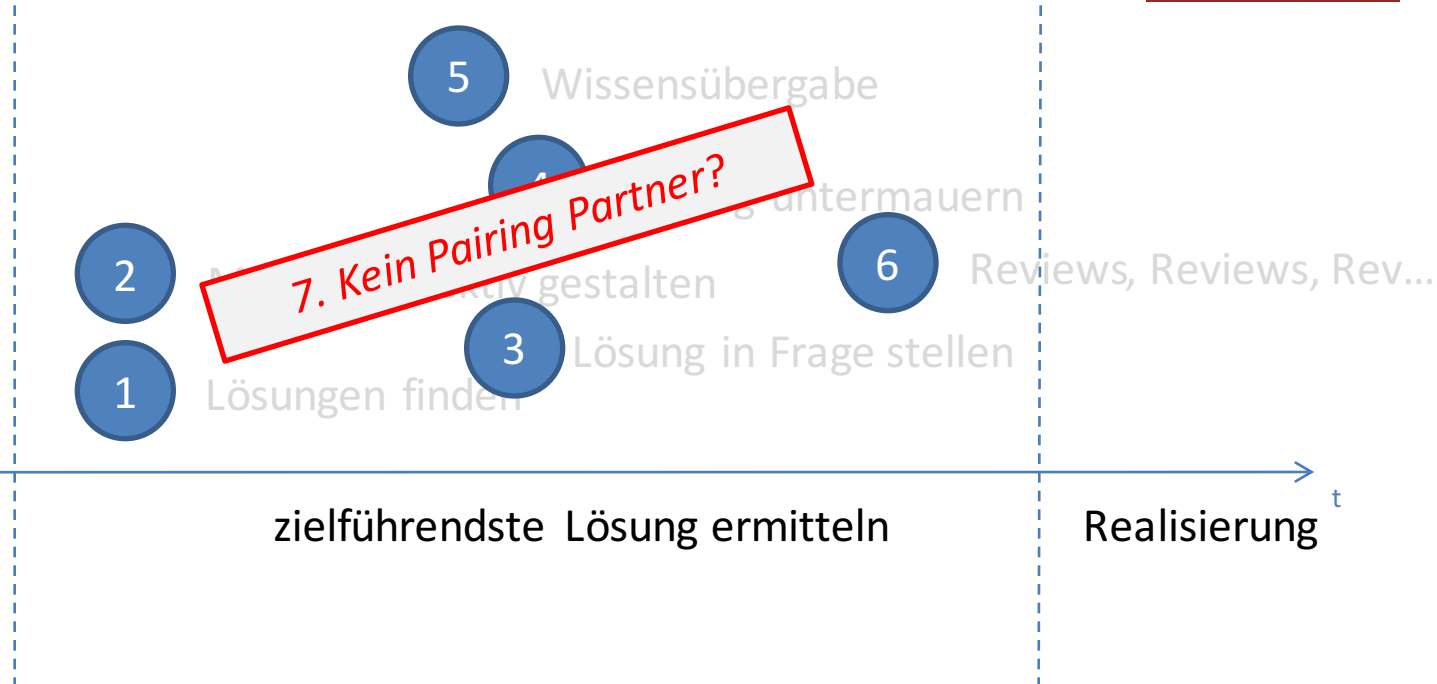 5 Wissensübergabe
untermauern
7. Kein Pairing Partner?
2 gestalten
6 Reviews, Reviews, Rev...
3 Lösung in Frage stellen
1 Lösungen finden
t
zielführendste Lösung ermitteln
Realisierung